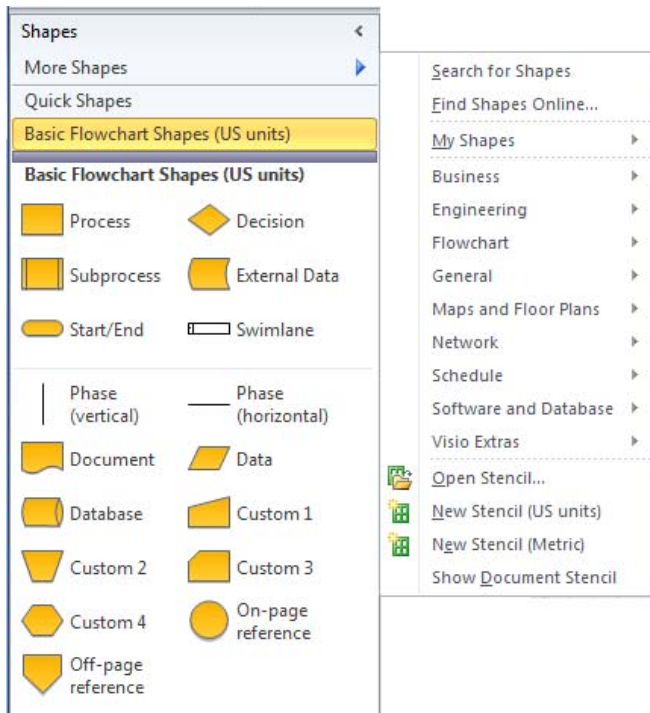 Shapes
More Shapes
Quick Shapes
Basic Flowchart Shapes (US units)
Basic Flowchart Shapes (US units)
Process
Decision
Subprocess
External Data
Start/End
Swimlane
Phase
(vertical)
Phase
(horizontal)
Document
Data
Database
Custom 1
Custom 2
Custom 3
Custom 4
On-page
reference
Off-page
reference
Search for Shapes
Find Shapes Online...
My Shapes
Business
Engineering
Flowchart
General
Maps and Floor Plans
Network
Schedule
Software and Database
Visio Extras
Open Stencil...
New Stencil (US units)
New Stencil (Metric)
Show Document Stencil